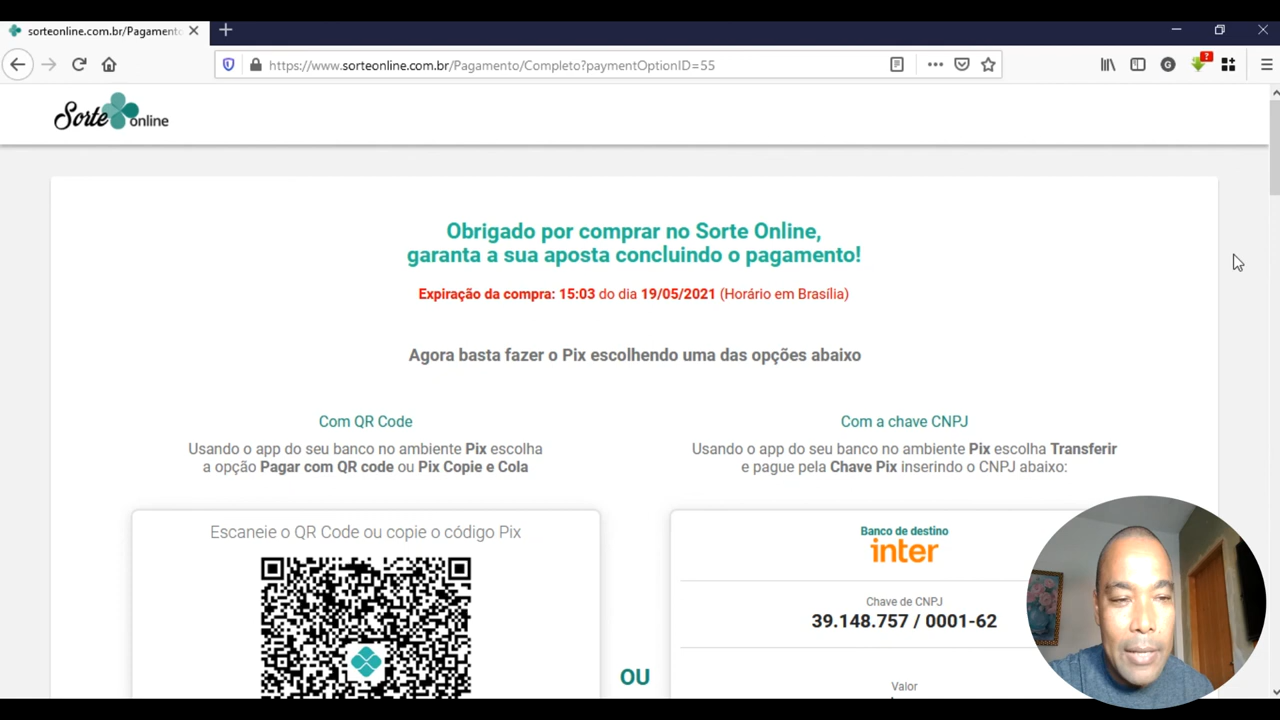 sorteonline.com.br/Pagamento
https://www.sorteonline.com.br/Pagamento/Completo?paymentOptionID=55
Sorte online
Obrigado por comprar no Sorte Online,
garanta a sua aposta concluindo o pagamento!
Expiração da compra: 15:03 do dia 19/05/2021 (Horário em Brasília)
Agora basta fazer o Pix escolhendo uma das opções abaixo
Com QR Code
Usando o app do seu banco no ambiente Pix escolha
a opção Pagar com QR code ou Pix Copie e Cola
Escaneie o QR Code ou copie o código Pix
OU
Com a chave CNPJ
Usando o app do seu banco no ambiente Pix escolha Transferir
e pague pela Chave Pix inserindo o CNPJ abaixo:
Banco de destino
inter
Chave de CNPJ
39.148.757 / 0001-62
Valor